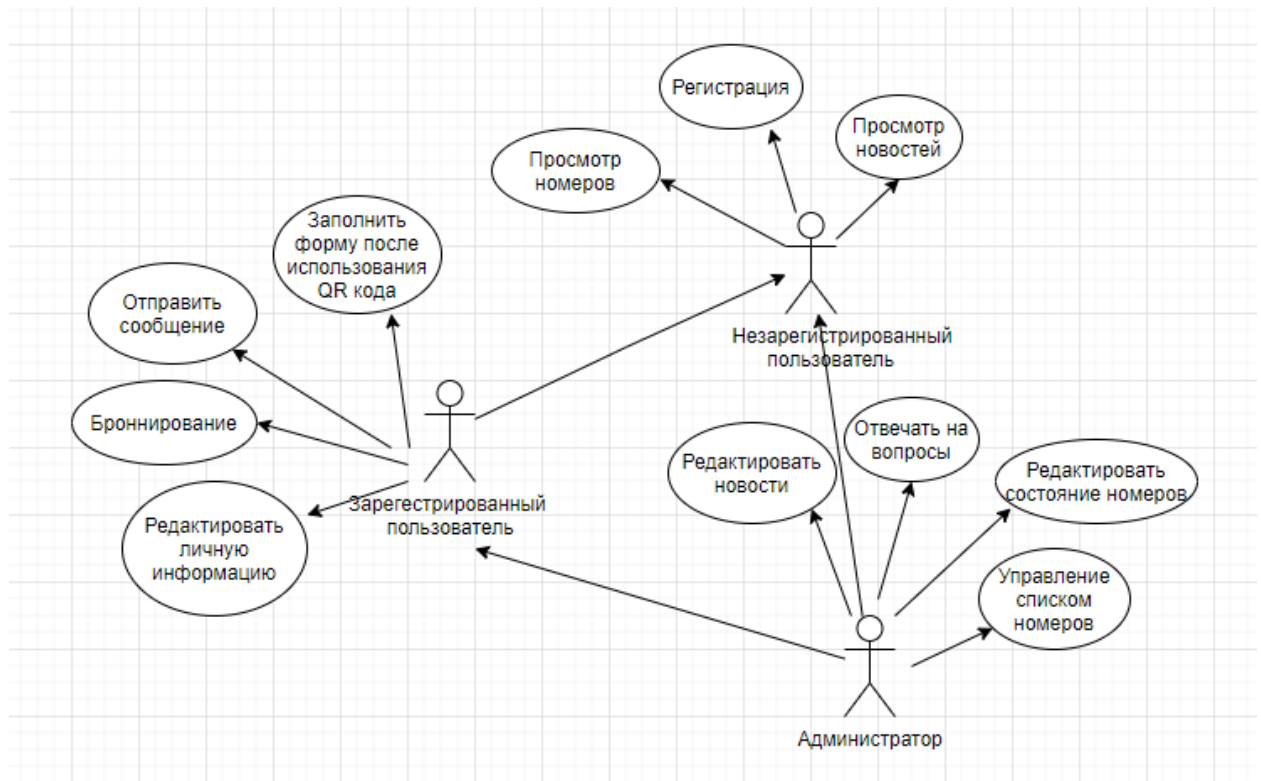 Регистрация
Просмотр
новостей
Просмотр
номеров
Заполнить
форму после
использования
QR кода
Отправить
сообщение
Незарегистрированный
пользователь
Броннирование
Отвечать на
вопросы
Редактировать
новости
Редактировать
состояние номеров
Зарегестрированный
пользователь
Редактировать
личную
информацию
Управление
списком
номеров
Администратор